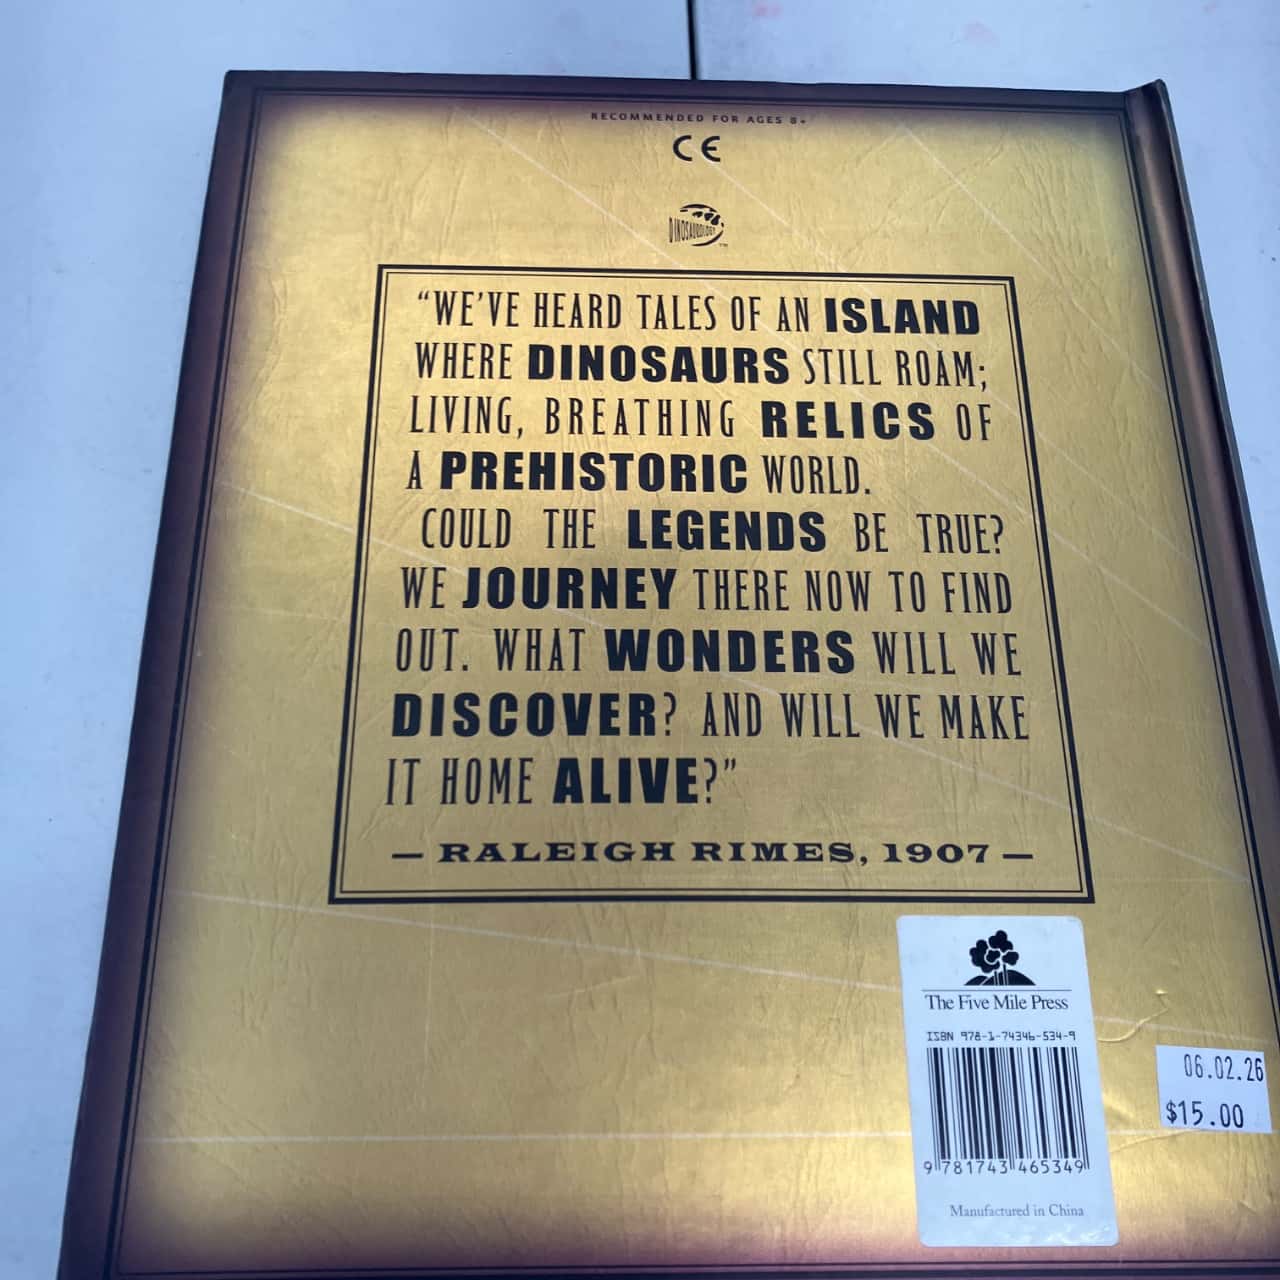 RECOMMENDED FOR AGES 8+
CE
DINOSAUROLOGY
TM
“WE’VE HEARD TALES OF AN ISLAND
WHERE DINOSAURS STILL ROAM;
LIVING, BREATHING RELICS OF
A PREHISTORIC WORLD.
COULD THE LEGENDS BE TRUE?
WE JOURNEY THERE NOW TO FIND
OUT. WHAT WONDERS WILL WE
DISCOVER? AND WILL WE MAKE
IT HOME ALIVE?”
— RALEIGH RIMES, 1907 —
The Five Mile Press
ISBN 978-1-74346-534-9
9 781743 465349
Manufactured in China
06.02.26
$15.00